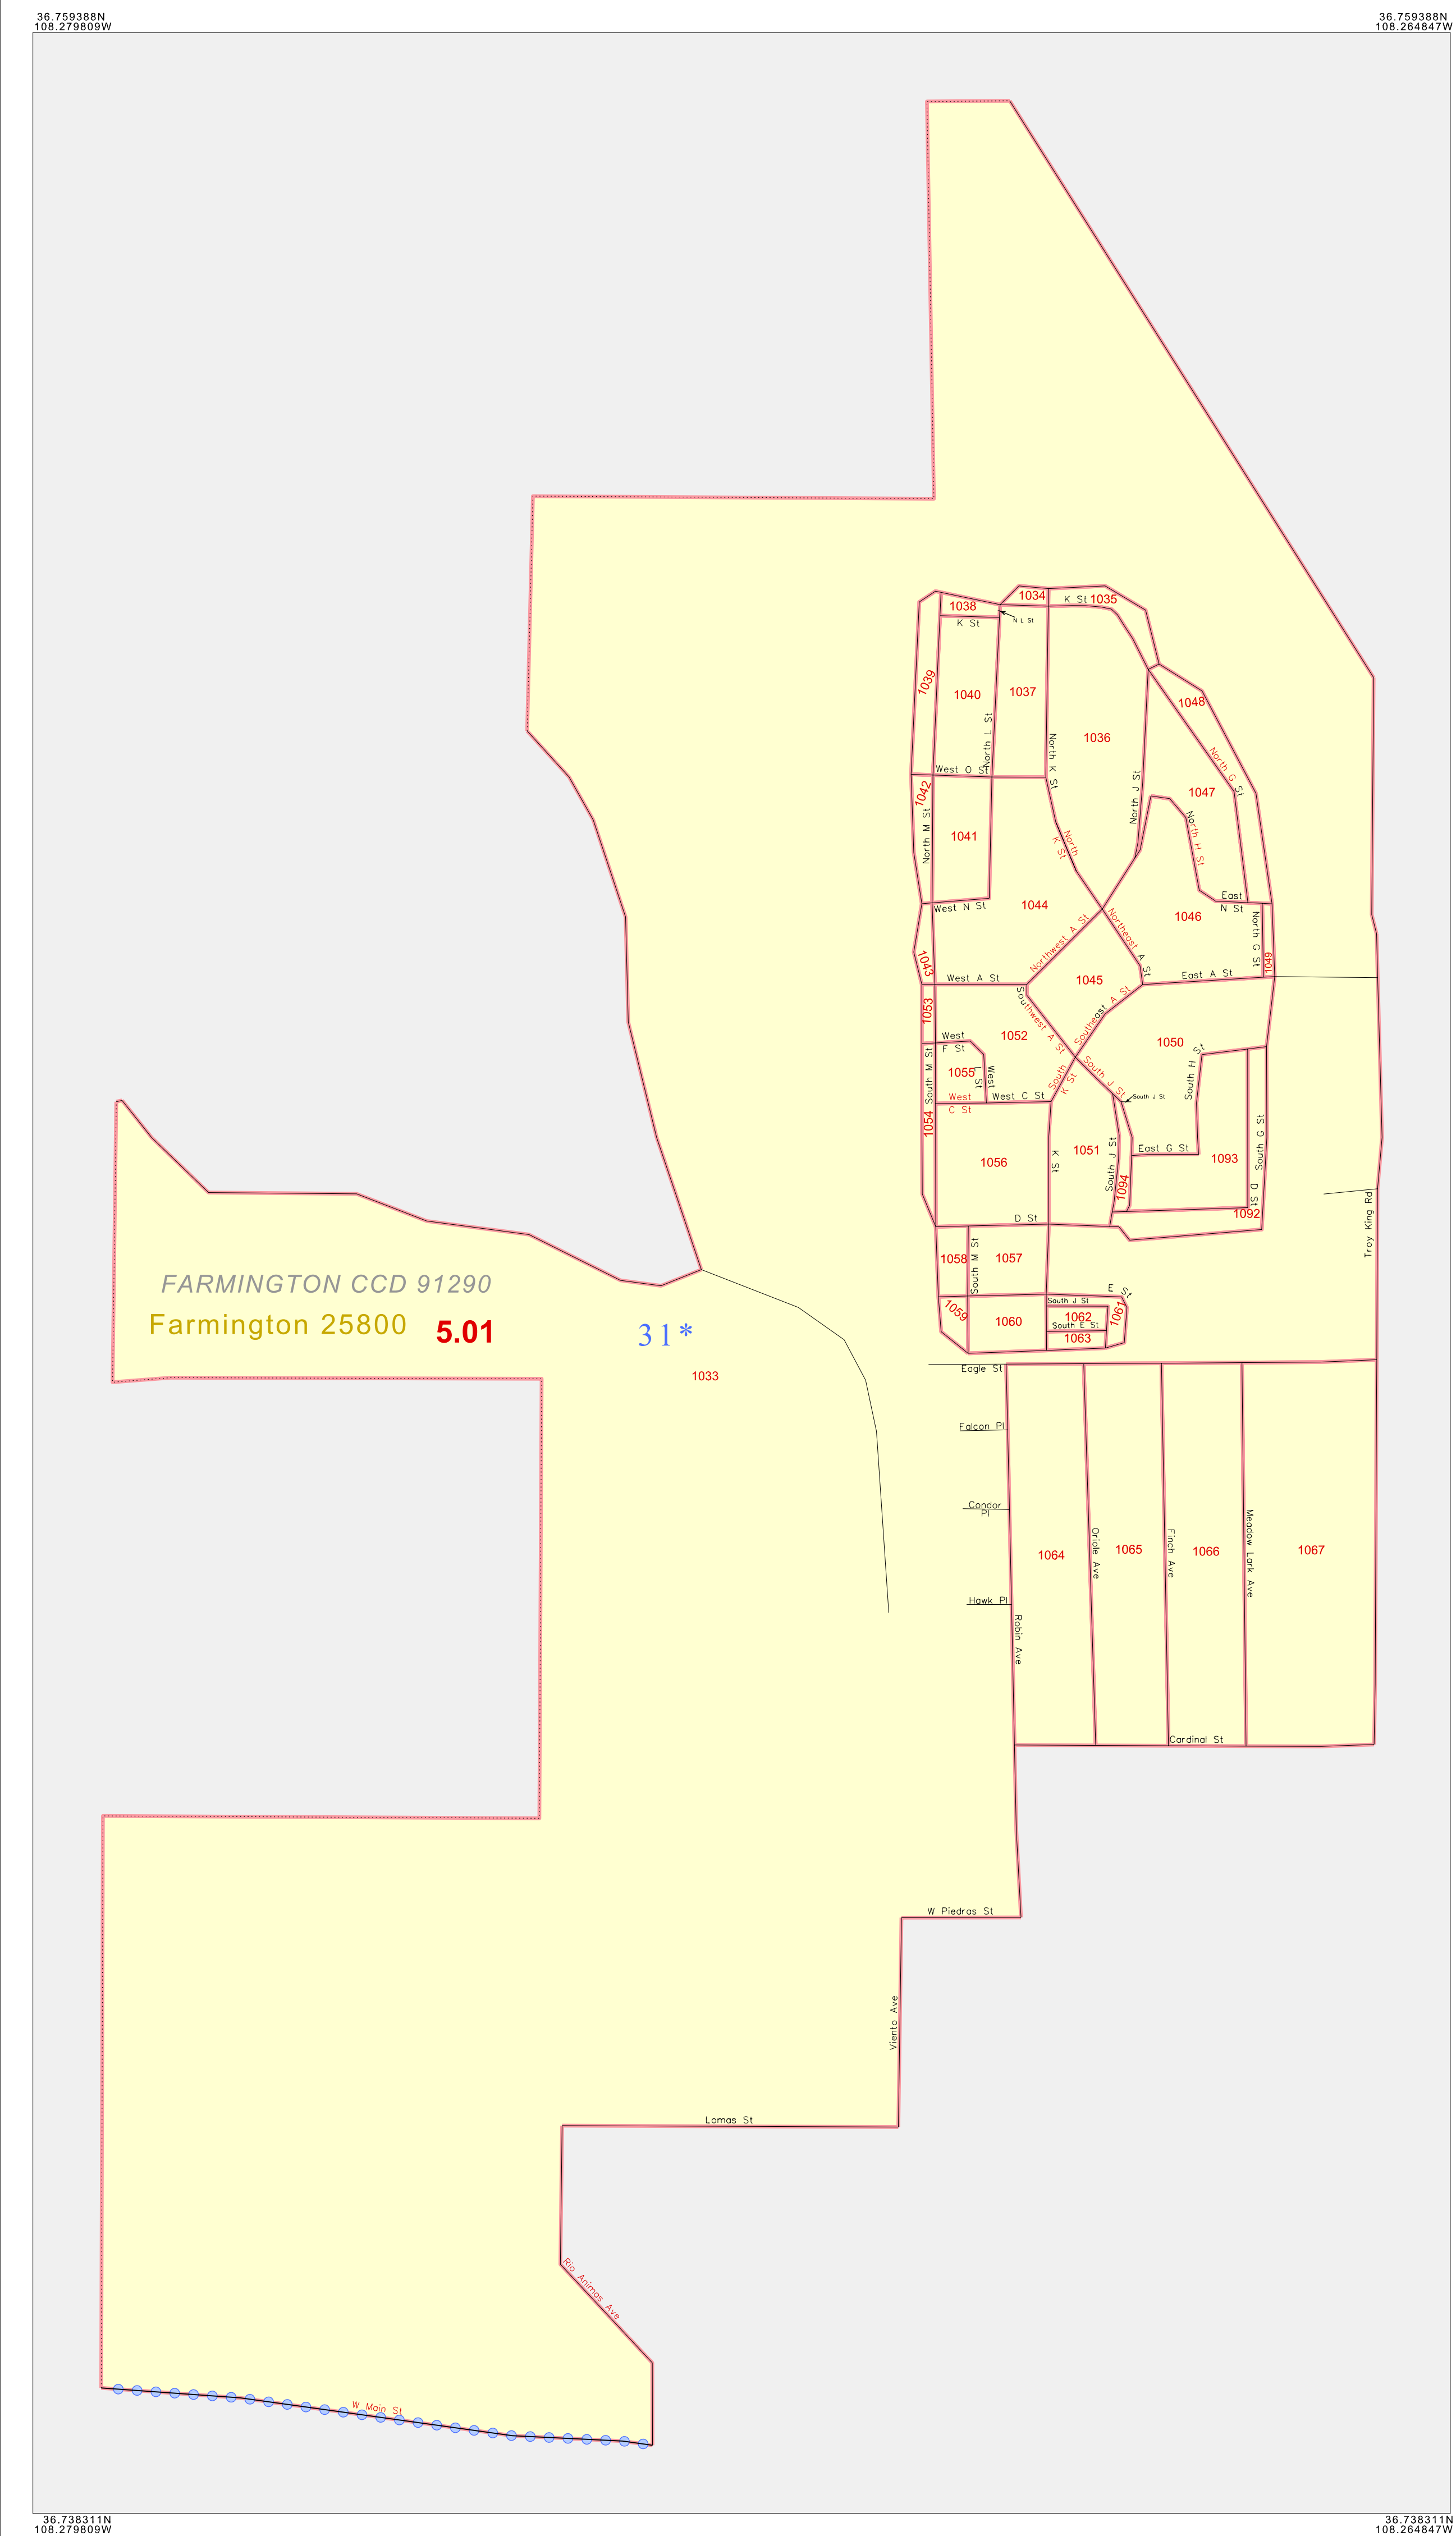 36.759388N
108.279809W
36.759388N
108.264847W
1034
K St
1035
1038
N L St
K St
1039
1040
1037
1048
North L St
North K St
1036
North G St
West O St
North J St
1042
1047
North M St
1041
North K St
North H St
East N St
West N St
1044
1046
Northwest A St
Northeast A St
North G St
1043
1049
West A St
1045
East A St
Southwest A St
Southeast A St
1053
1052
West F St
1050
South M St
1055
West L St
South K St
South J St
South H St
West C St
West C St
South J St
1054
1056
K St
1051
South J St
East G St
South G St
1093
1094
D St
1092
D St
Troy King Rd
1058
South M St
1057
E St
FARMINGTON CCD 91290
Farmington 25800
5.01
31*
1059
1060
South J St
1062
1061
South E St
1063
1033
Eagle St
Falcon Pl
Condor Pl
1064
Oriole Ave
1065
Finch Ave
1066
Meadow Lark Ave
1067
Hawk Pl
Robin Ave
Cardinal St
W Piedras St
Viento Ave
Lomas St
Rio Animas Ave
W Main St
36.738311N
108.279809W
36.738311N
108.264847W